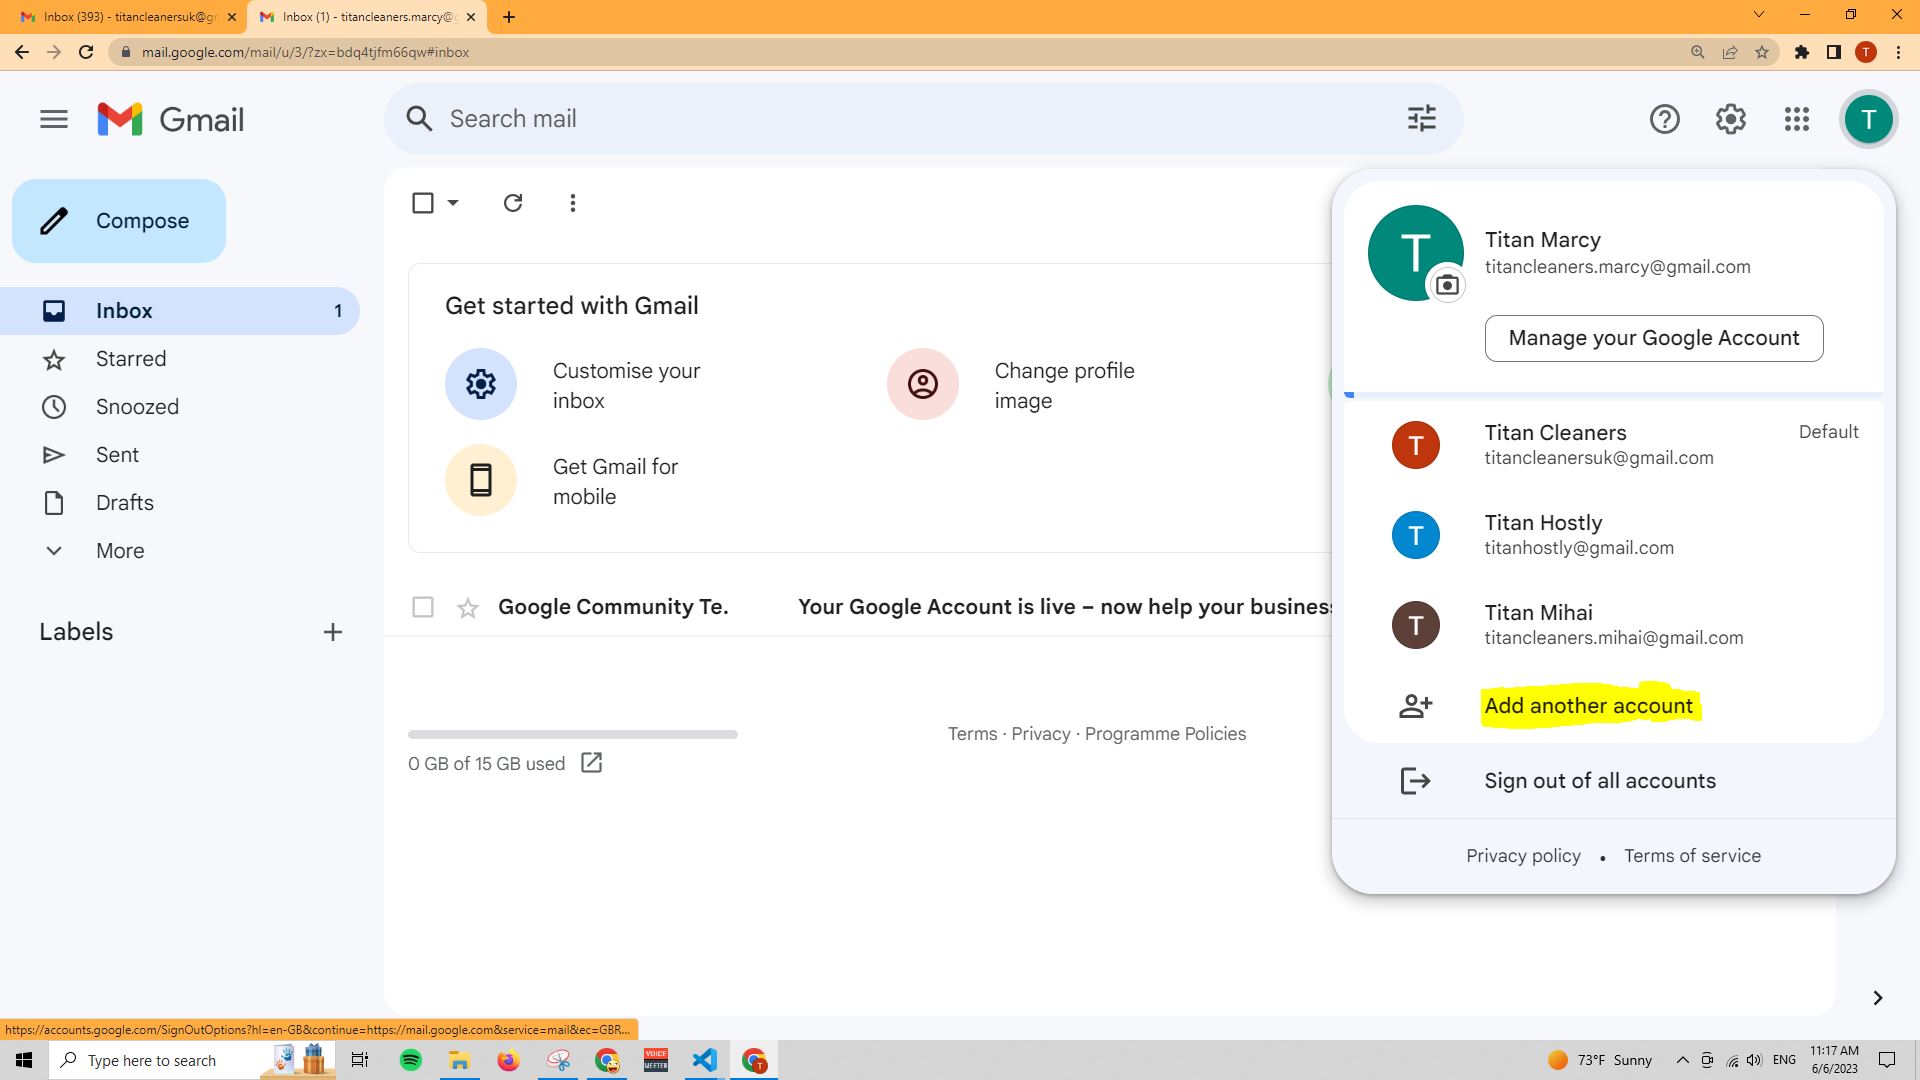 Inbox (393) - titancleanersuk@g
Inbox (1) - titancleaners.marcy@g
mail.google.com/mail/u/3/?zx=bdq4tjfm66qw#inbox
T
Gmail
Search mail
T
Compose
Inbox 1
Starred
Snoozed
Sent
Drafts
More
Labels
Get started with Gmail
Customise your
inbox
Change profile
image
Get Gmail for
mobile
Google Community Te. Your Google Account is live – now help your business
0 GB of 15 GB used
Terms · Privacy · Programme Policies
T
Titan Marcy
titancleaners.marcy@gmail.com
Manage your Google Account
T
Titan Cleaners Default
titancleanersuk@gmail.com
T
Titan Hostly
titanhostly@gmail.com
T
Titan Mihai
titancleaners.mihai@gmail.com
Add another account
Sign out of all accounts
Privacy policy • Terms of service
https://accounts.google.com/SignOutOptions?hl=en-GB&continue=https://mail.google.com&service=mail&ec=GBR...
Type here to search
VOICE
MEETER
T
73°F Sunny
ENG
11:17 AM
6/6/2023